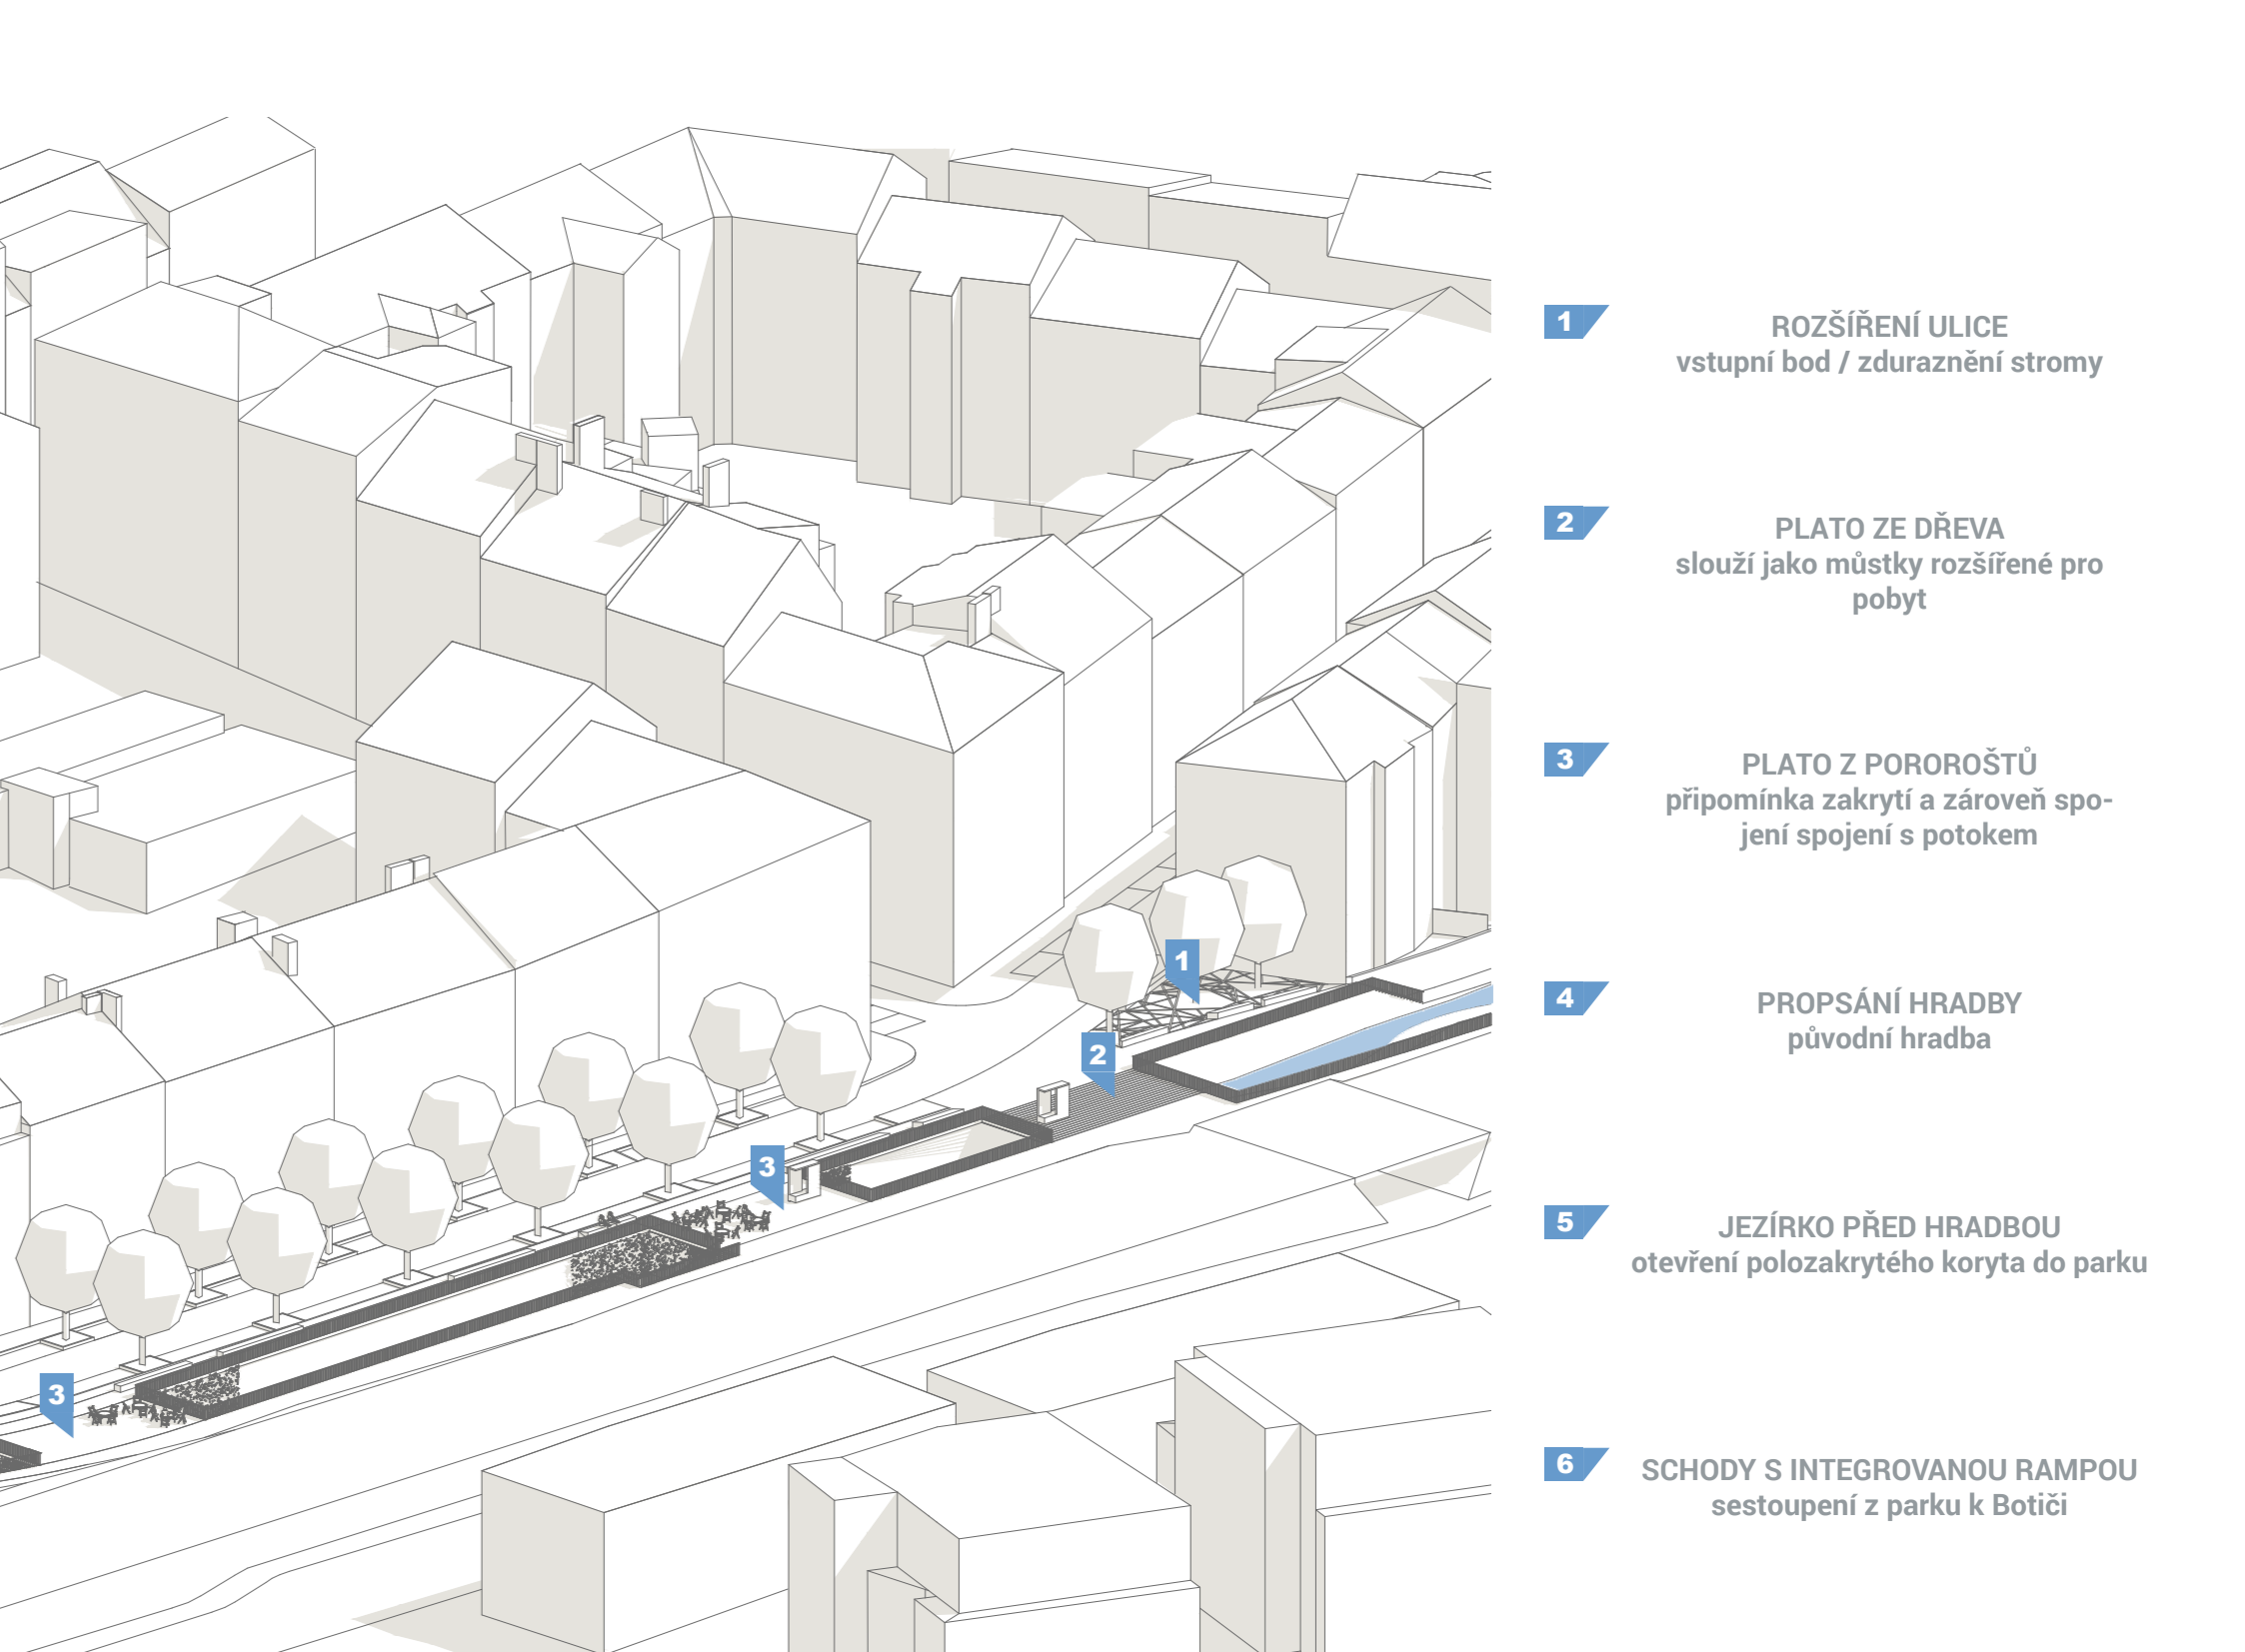 1
ROZŠÍŘENÍ ULICE
vstupní bod / zduraznění stromy
2
PLATO ZE DŘEVA
slouží jako můstky rozšířené pro
pobyt
3
PLATO Z POROROŠTŮ
připomínka zakrytí a zároveň spo-
jení spojení s potokem
4
PROPSÁNÍ HRADBY
původní hradba
5
JEZÍRKO PŘED HRADBOU
otevření polozakrytého koryta do parku
6
SCHODY S INTEGROVANOU RAMPOU
sestoupení z parku k Botiči
1
2
3
3